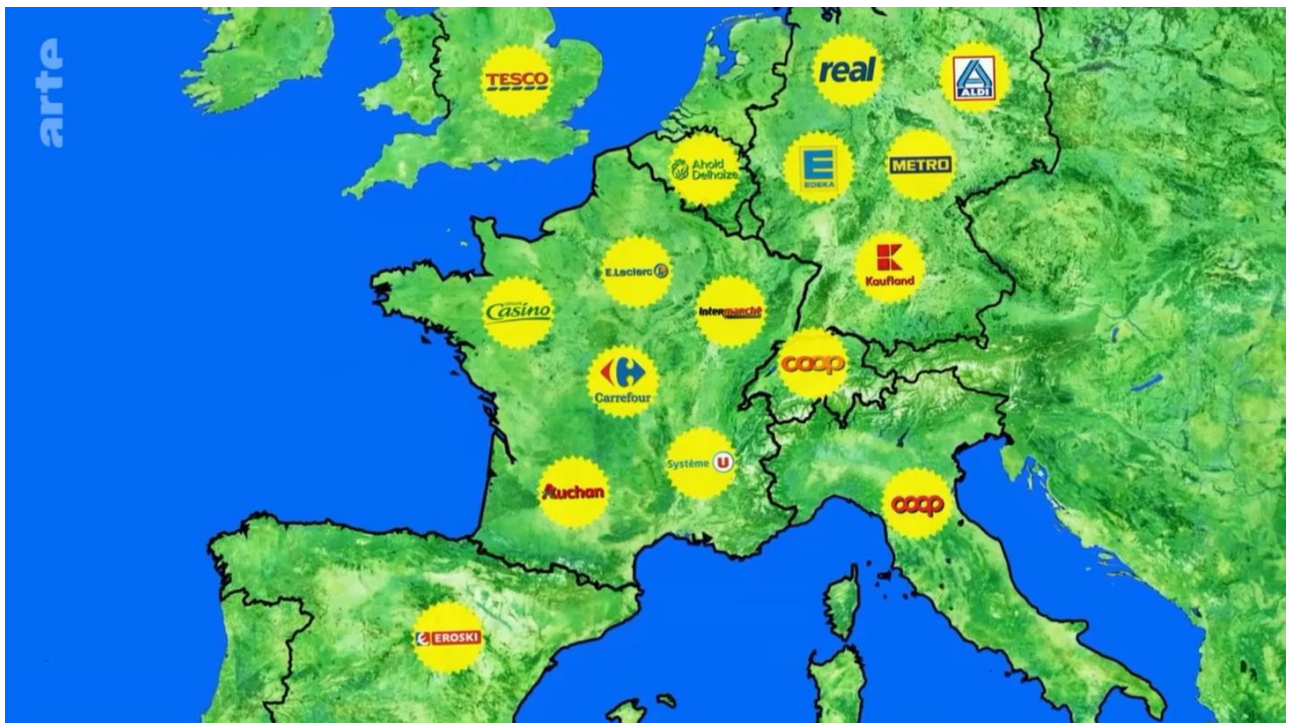 arte
TESCO
real
ALDI
Ahold
Delhaize
E
EDEKA
METRO
E.Leclerc
Kaufland
Casino
Intermarché
coop
Carrefour
Système U
Auchan
coop
EROSKI